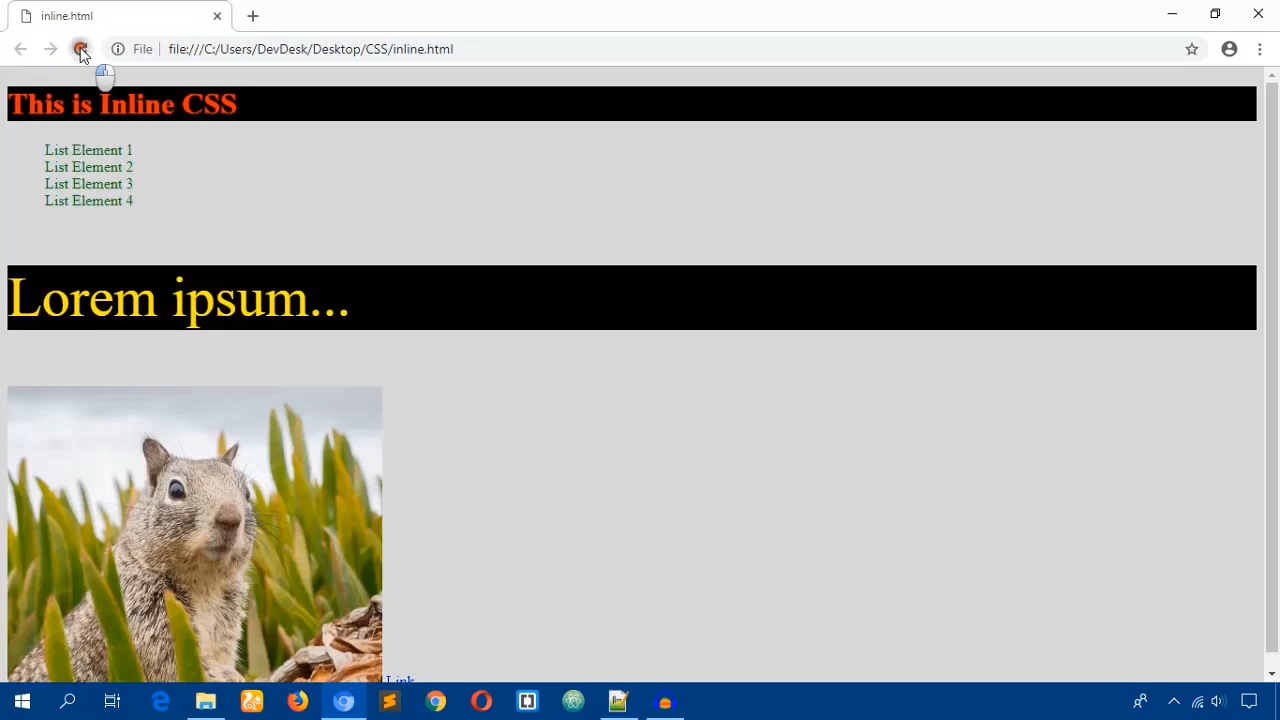 inline.html
File
file:///C:/Users/DevDesk/Desktop/CSS/inline.html
This is Inline CSS
List Element 1
List Element 2
List Element 3
List Element 4
Lorem ipsum...
Link